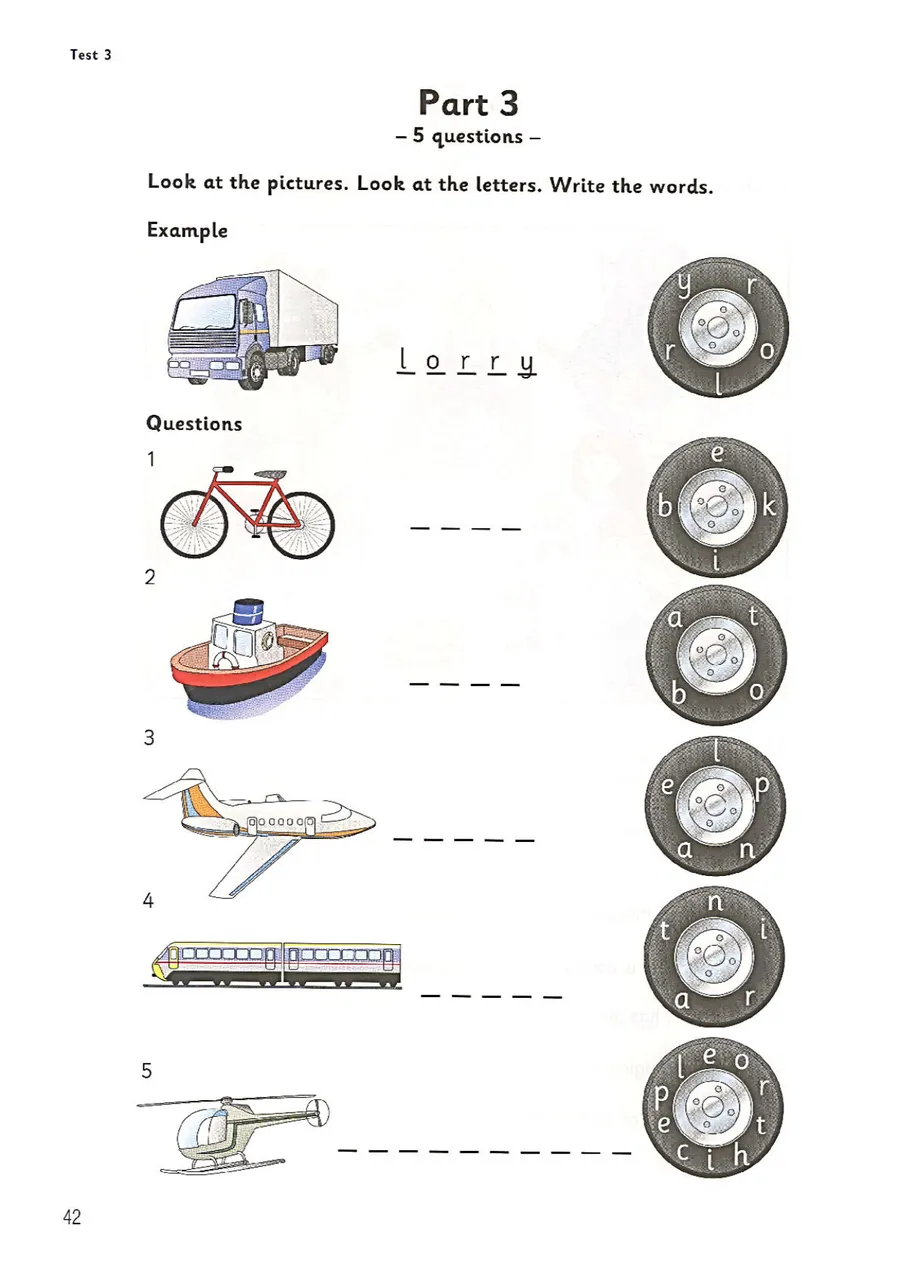 Test 3
Part 3
– 5 questions –
Look at the pictures. Look at the letters. Write the words.
Example
l o r r y
y r r o l
Questions
1
e b k i
2
a t b o
3
l e p a n
4
n t i a r
5
l e o p r e t c i h
42